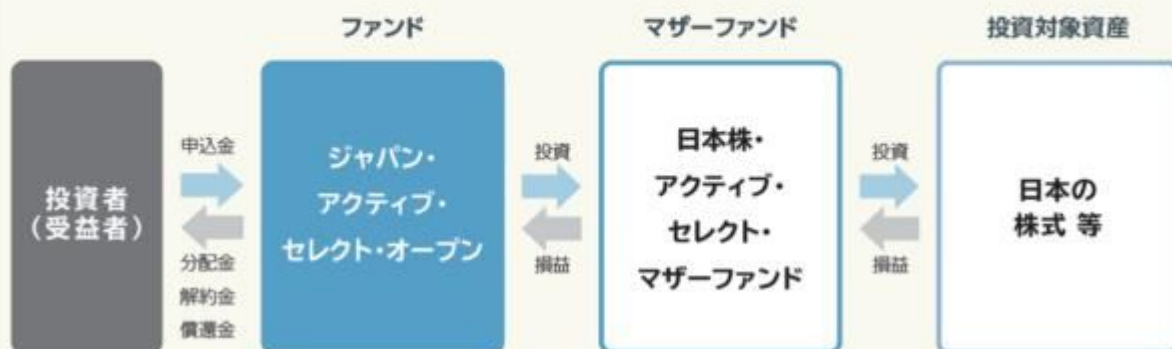 ファンド
マザーファンド
投資対象資産
投資者
(受益者)
申込金
分配金
解約金
償還金
ジャパン・
アクティブ・
セレクト・オープン
投資
損益
日本株・
アクティブ・
セレクト・
マザーファンド
投資
損益
日本の
株式 等